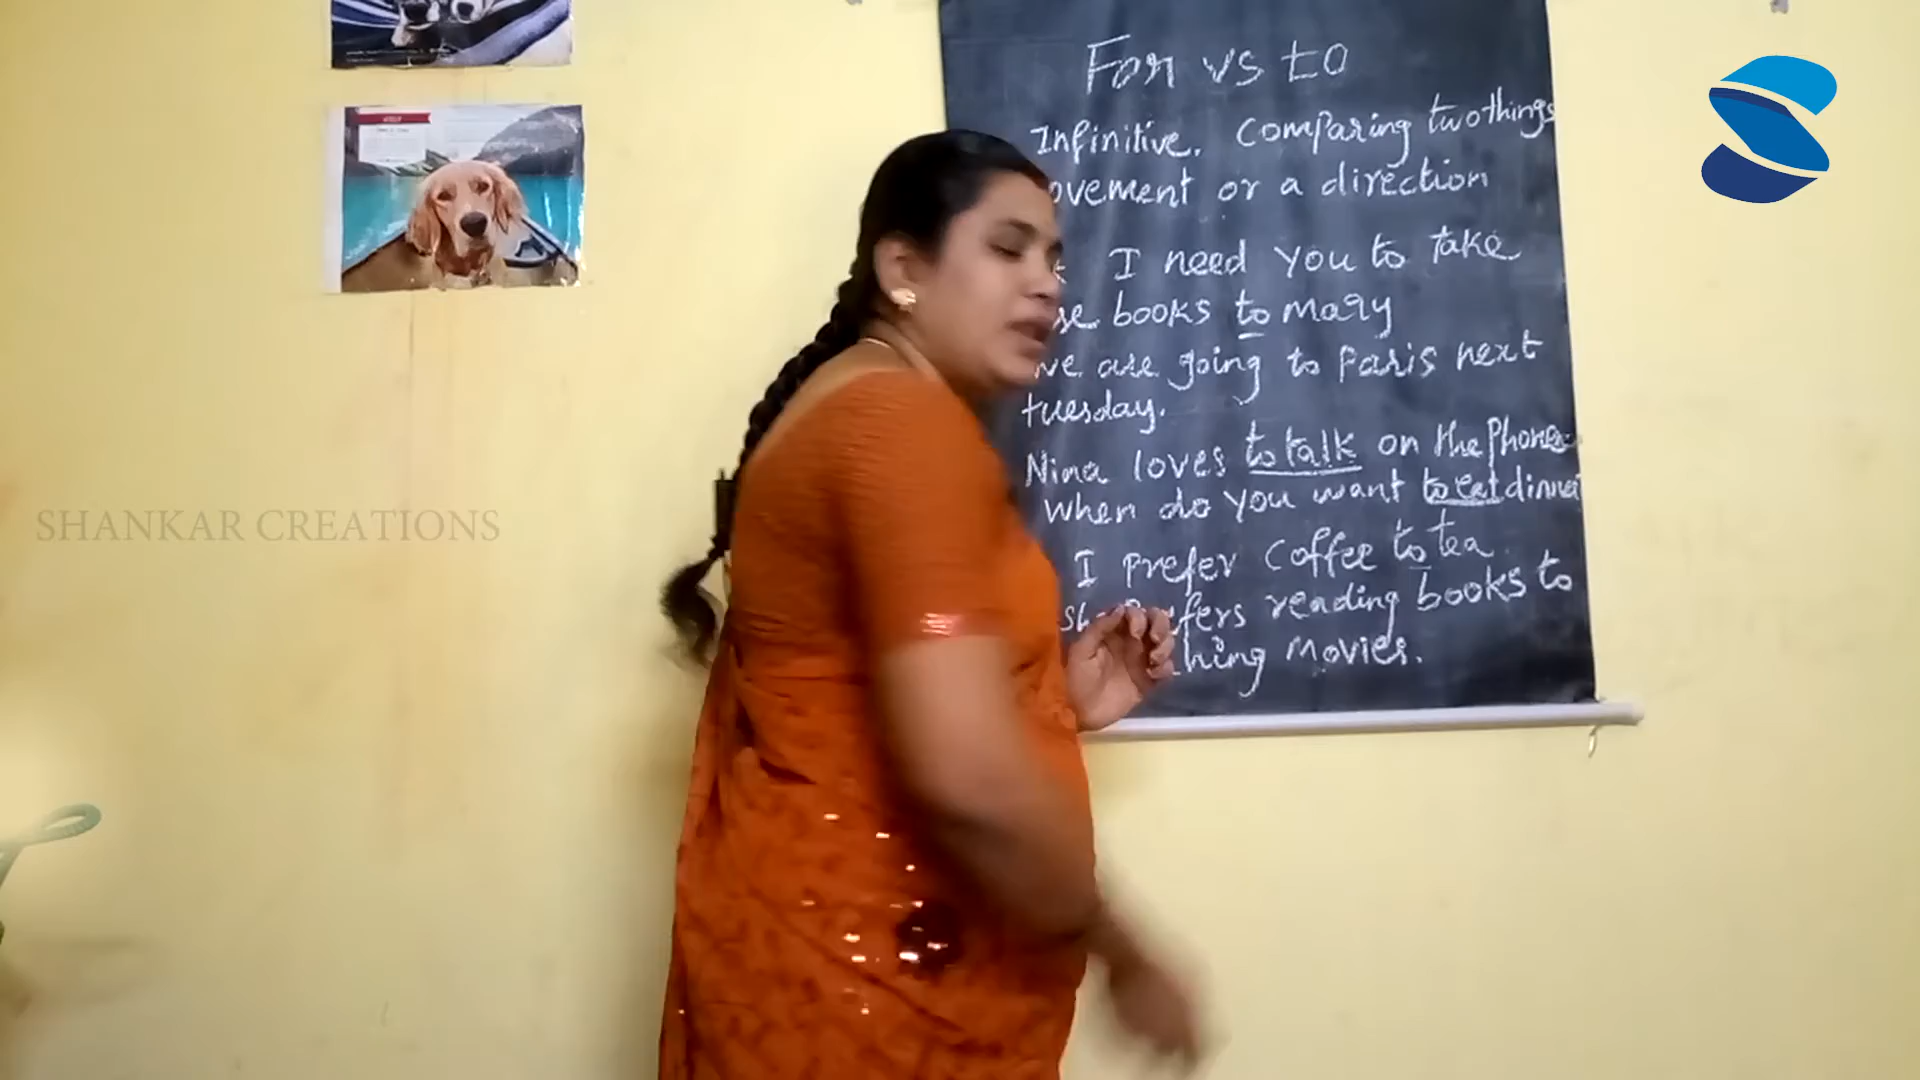 For vs to
Infinitive. Comparing two things
ovement or a direction
I need you to take
se books to mary
we are going to Paris next
tuesday.
Nina loves to talk on the Phone
When do you want to eat dinner
I prefer Coffee to tea
reading books to
hing movies.
SHANKAR CREATIONS